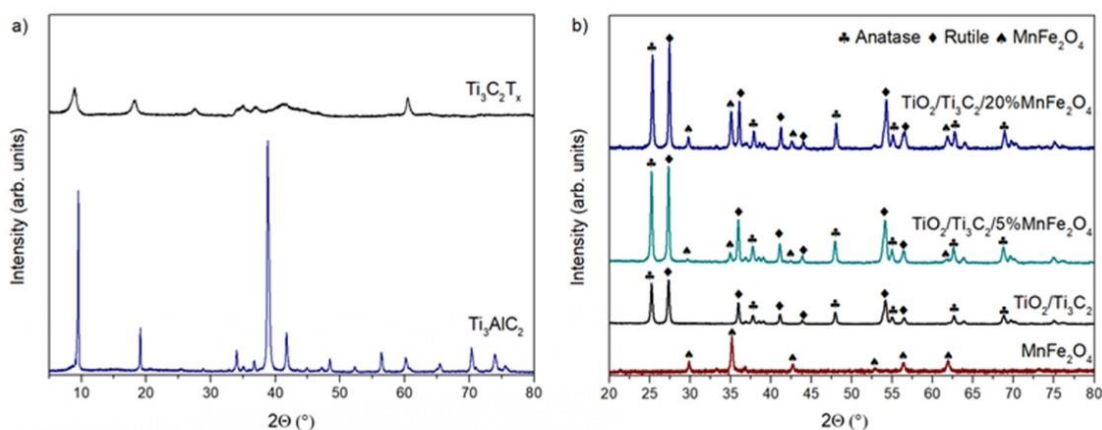 a)
Intensity (arb. units)
Ti₃C₂Tₓ
Ti₃AlC₂
5 10 20 30 40 50 60 70 80
2Θ (°)
b)
Intensity (arb. units)
♣ Anatase ♦ Rutile ♠ MnFe₂O₄
TiO₂/Ti₃C₂/20%MnFe₂O₄
TiO₂/Ti₃C₂/5%MnFe₂O₄
TiO₂/Ti₃C₂
MnFe₂O₄
20 25 30 35 40 45 50 55 60 65 70 75 80
2Θ (°)